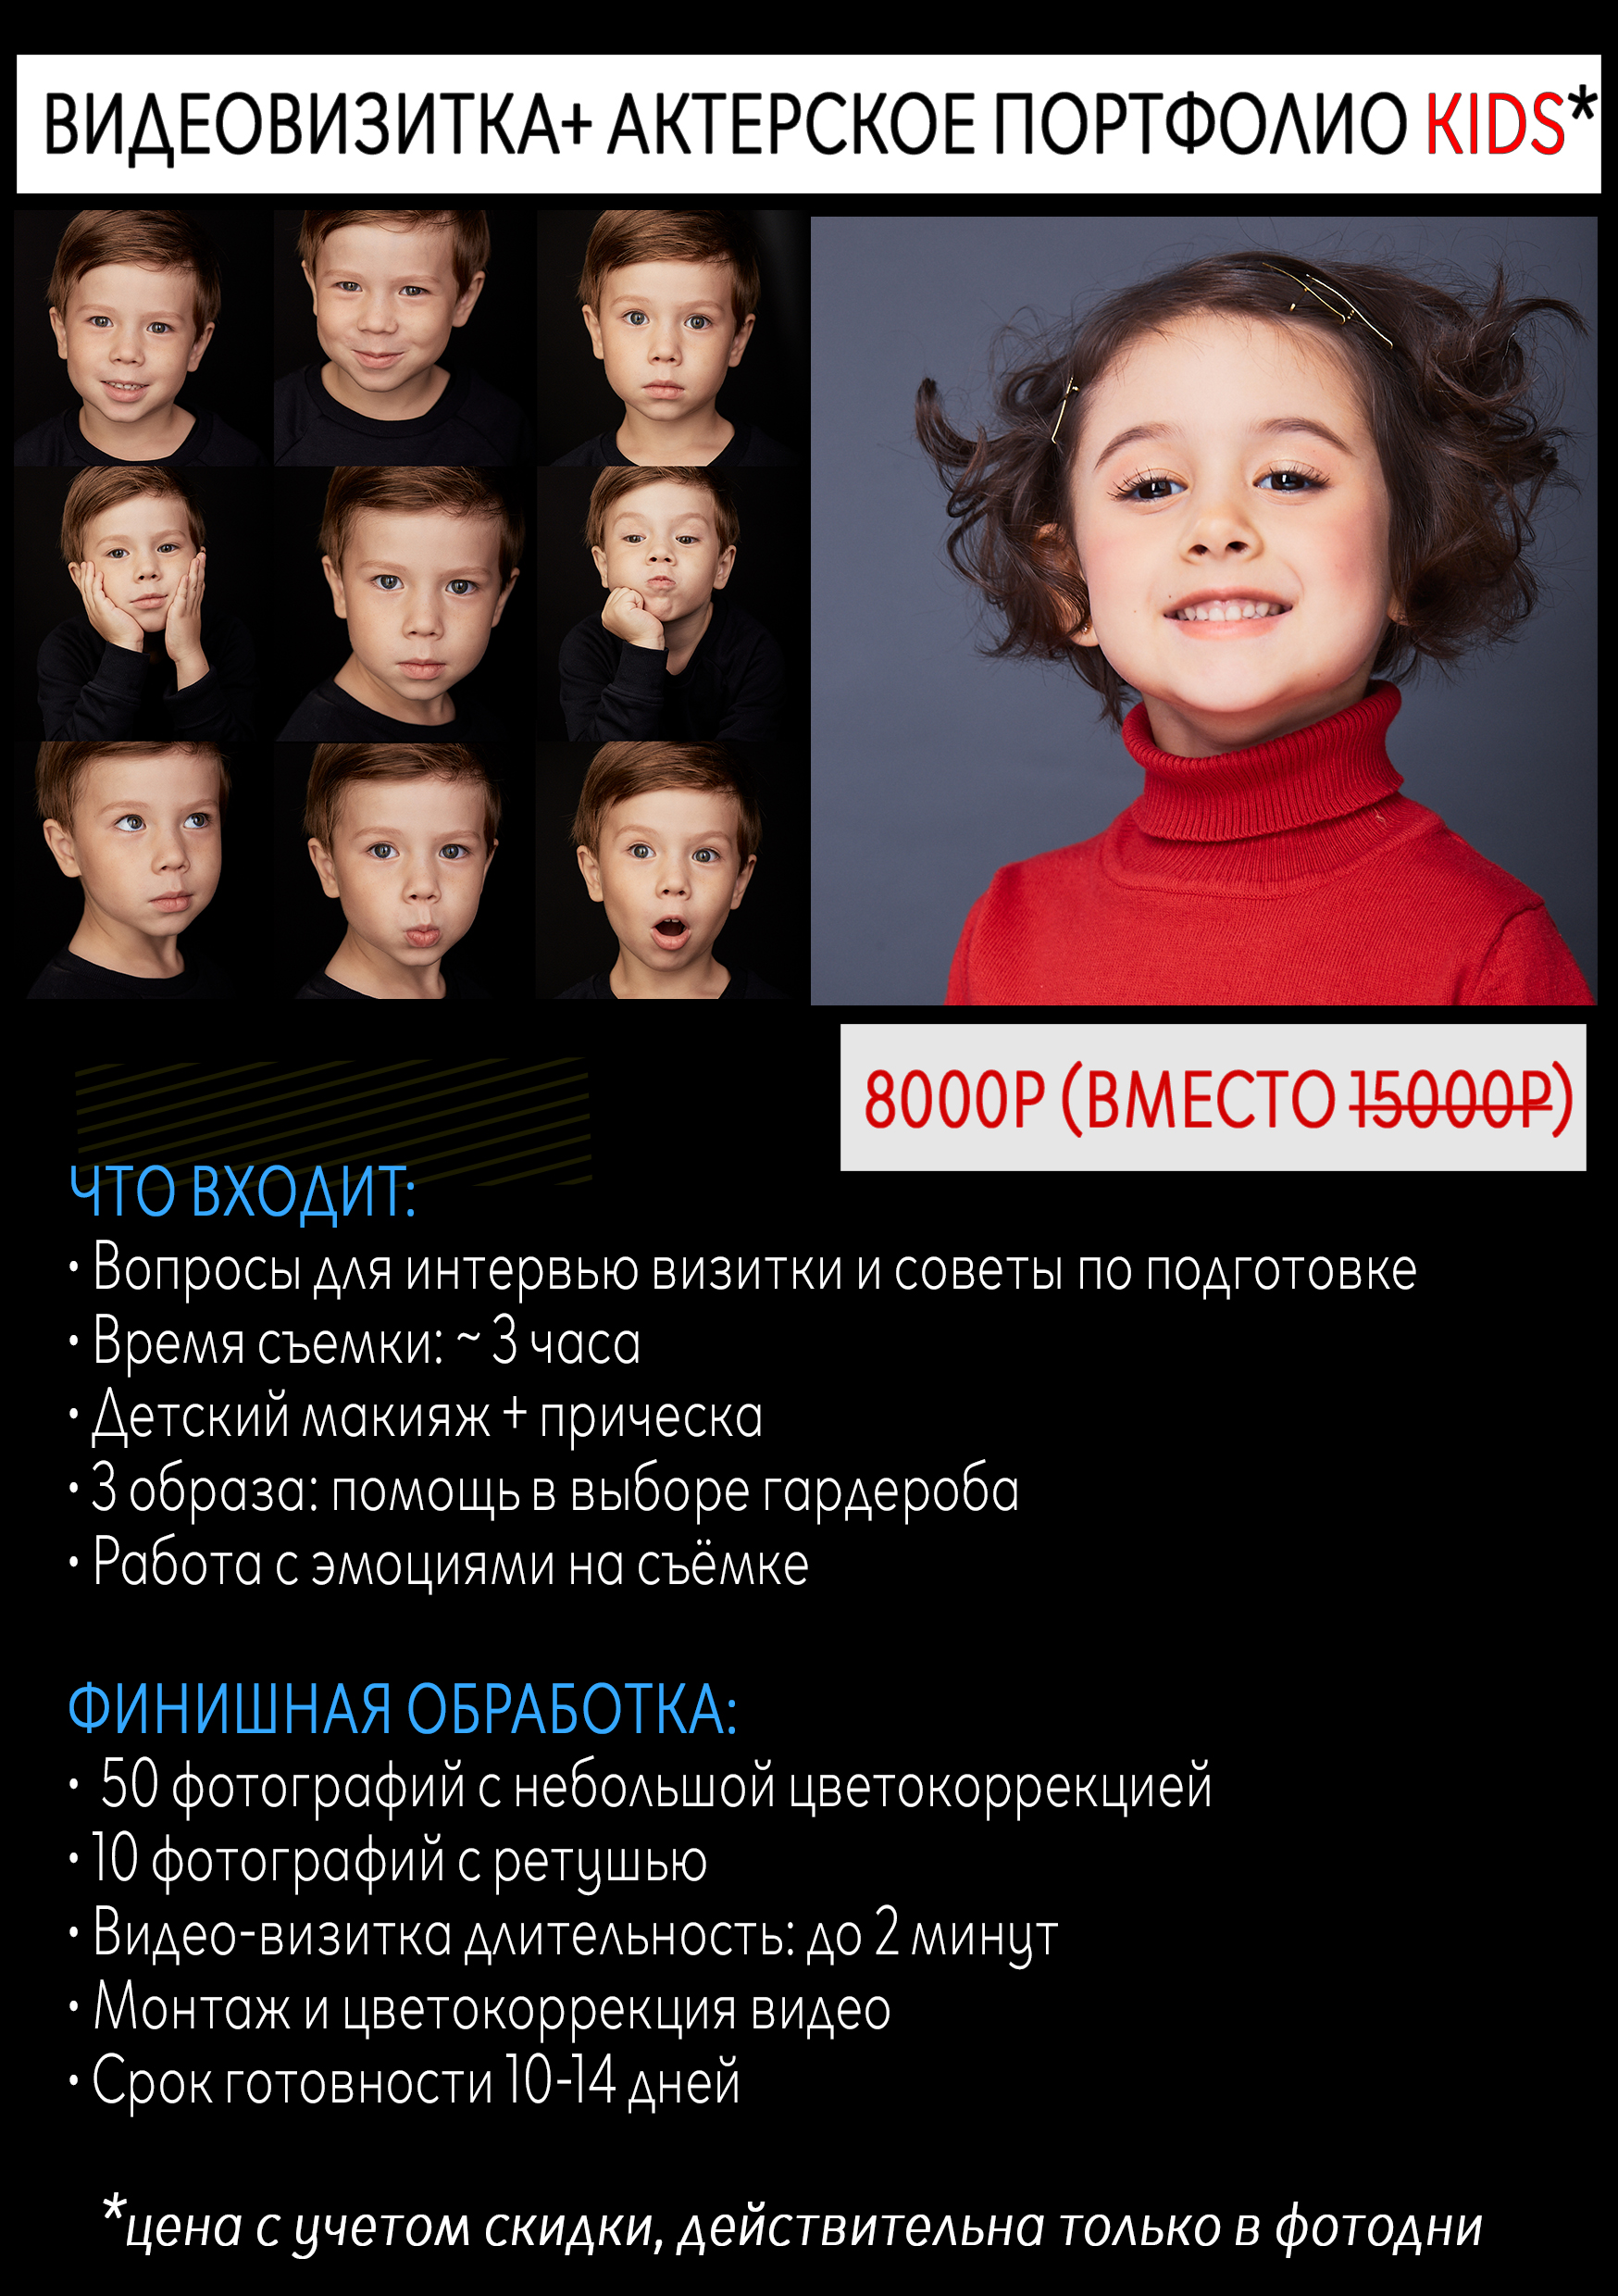 ВИДЕОВИЗИТКА+ АКТЕРСКОЕ ПОРТФОЛИО KIDS*
8000Р (ВМЕСТО 15000Р)
ЧТО ВХОДИТ:
• Вопросы для интервью визитки и советы по подготовке
• Время съемки: ~ 3 часа
• Детский макияж + прическа
• 3 образа: помощь в выборе гардероба
• Работа с эмоциями на съёмке
ФИНИШНАЯ ОБРАБОТКА:
• 50 фотографий с небольшой цветокоррекцией
• 10 фотографий с ретушью
• Видео-визитка длительность: до 2 минут
• Монтаж и цветокоррекция видео
• Срок готовности 10-14 дней
*цена с учетом скидки, действительна только в фотодни